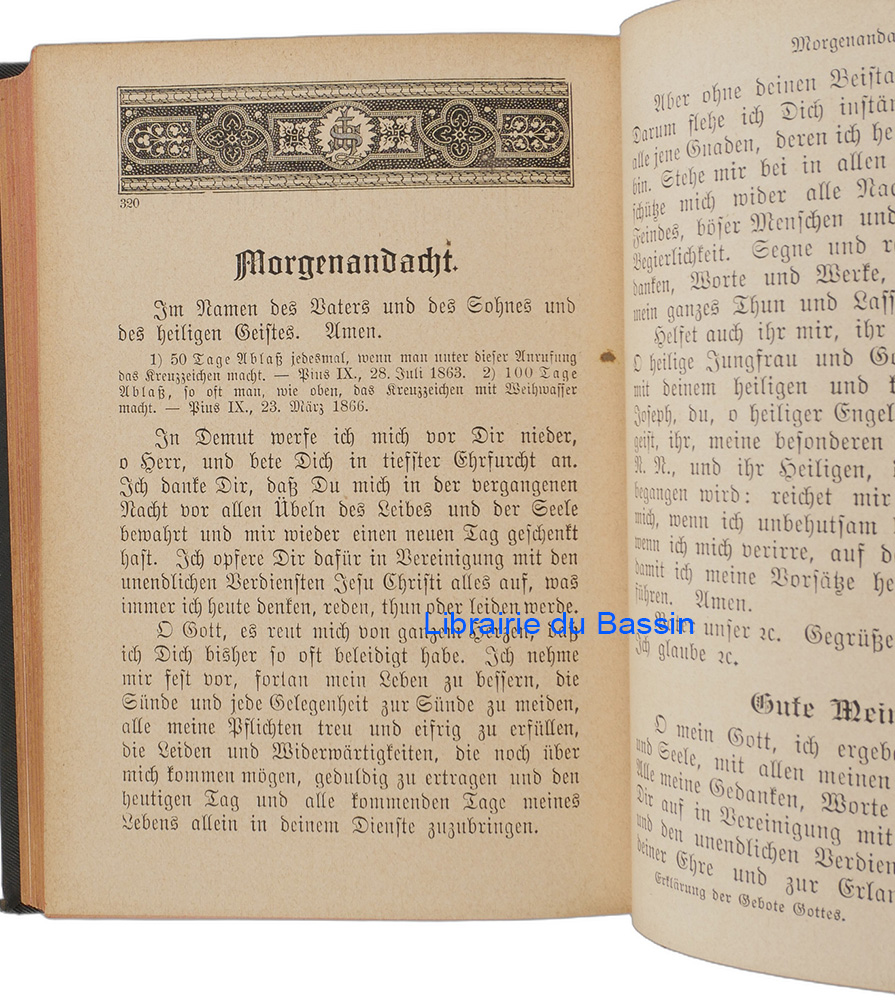 IHS
320
Morgenandacht.
Im Namen des Vaters und des Sohnes und
des heiligen Geistes. Amen.
1) 50 Tage Ablaß jedesmal, wenn man unter dieser Anrufung
das Kreuzzeichen macht. — Pius IX., 28. Juli 1863. 2) 100 Tage
Ablaß, so oft man, wie oben, das Kreuzzeichen mit Weihwasser
macht. — Pius IX., 23. März 1866.
In Demut werfe ich mich vor Dir nieder,
o Herr, und bete Dich in tiefster Ehrfurcht an.
Ich danke Dir, daß Du mich in der vergangenen
Nacht vor allen Übeln des Leibes und der Seele
bewahrt und mir wieder einen neuen Tag geschenkt
hast. Ich opfere Dir dafür in Vereinigung mit den
unendlichen Verdiensten Jesu Christi alles auf, was
immer ich heute denken, reden, thun oder leiden werde.
O Gott, es reut mich von ganzem Herzen, daß
ich Dich bisher so oft beleidigt habe. Ich nehme
mir fest vor, fortan mein Leben zu bessern, die
Sünde und jede Gelegenheit zur Sünde zu meiden,
alle meine Pflichten treu und eifrig zu erfüllen,
die Leiden und Widerwärtigkeiten, die noch über
mich kommen mögen, geduldig zu ertragen und den
heutigen Tag und alle kommenden Tage meines
Lebens allein in deinem Dienste zuzubringen.
Librairie du Bassin
Morgenanda
Aber ohne deinen Beista
Darum flehe ich Dich instän
alle jene Gnaden, deren ich he
bin. Stehe mir bei in allen
schütze mich wider alle Nac
Feindes, böser Menschen und
Begierlichkeit. Segne und r
danken, Worte und Werke,
mein ganzes Thun und Lass
Helfet auch ihr mir, ihr
O heilige Jungfrau und Go
mit deinem heiligen und k
Joseph, du, o heiliger Engel
geist, ihr, meine besonderen
N. N., und ihr Heiligen,
begangen wird: reichet mir
mich, wenn ich unbehutsam
wenn ich mich verirre, auf d
damit ich meine Vorsätze he
führen. Amen.
unser ꝛc. Gegrüße
Ich glaube ꝛc.
Gute Mein
O mein Gott, ich ergebe
und Seele, mit allen meinen
Alle meine Gedanken, Worte
Dir auf in Vereinigung mit
und den unendlichen Verdien
deiner Ehre und zur Erlan
Erklärung der Gebote Gottes.